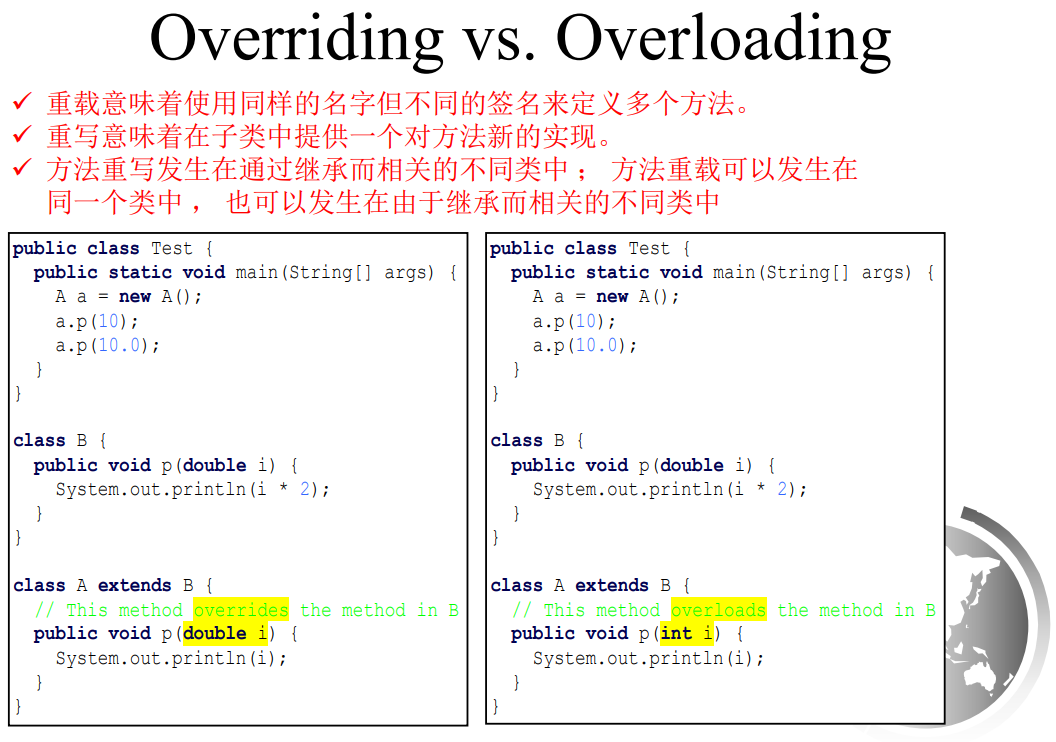 Overriding vs. Overloading
✓ 重载意味着使用同样的名字但不同的签名来定义多个方法。
✓ 重写意味着在子类中提供一个对方法新的实现。
✓ 方法重写发生在通过继承而相关的不同类中 ； 方法重载可以发生在
同一个类中 ， 也可以发生在由于继承而相关的不同类中
public class Test {
  public static void main(String[] args) {
    A a = new A();
    a.p(10);
    a.p(10.0);
  }
}
class B {
  public void p(double i) {
    System.out.println(i * 2);
  }
}
class A extends B {
  // This method overrides the method in B
  public void p(double i) {
    System.out.println(i);
  }
}
public class Test {
  public static void main(String[] args) {
    A a = new A();
    a.p(10);
    a.p(10.0);
  }
}
class B {
  public void p(double i) {
    System.out.println(i * 2);
  }
}
class A extends B {
  // This method overloads the method in B
  public void p(int i) {
    System.out.println(i);
  }
}